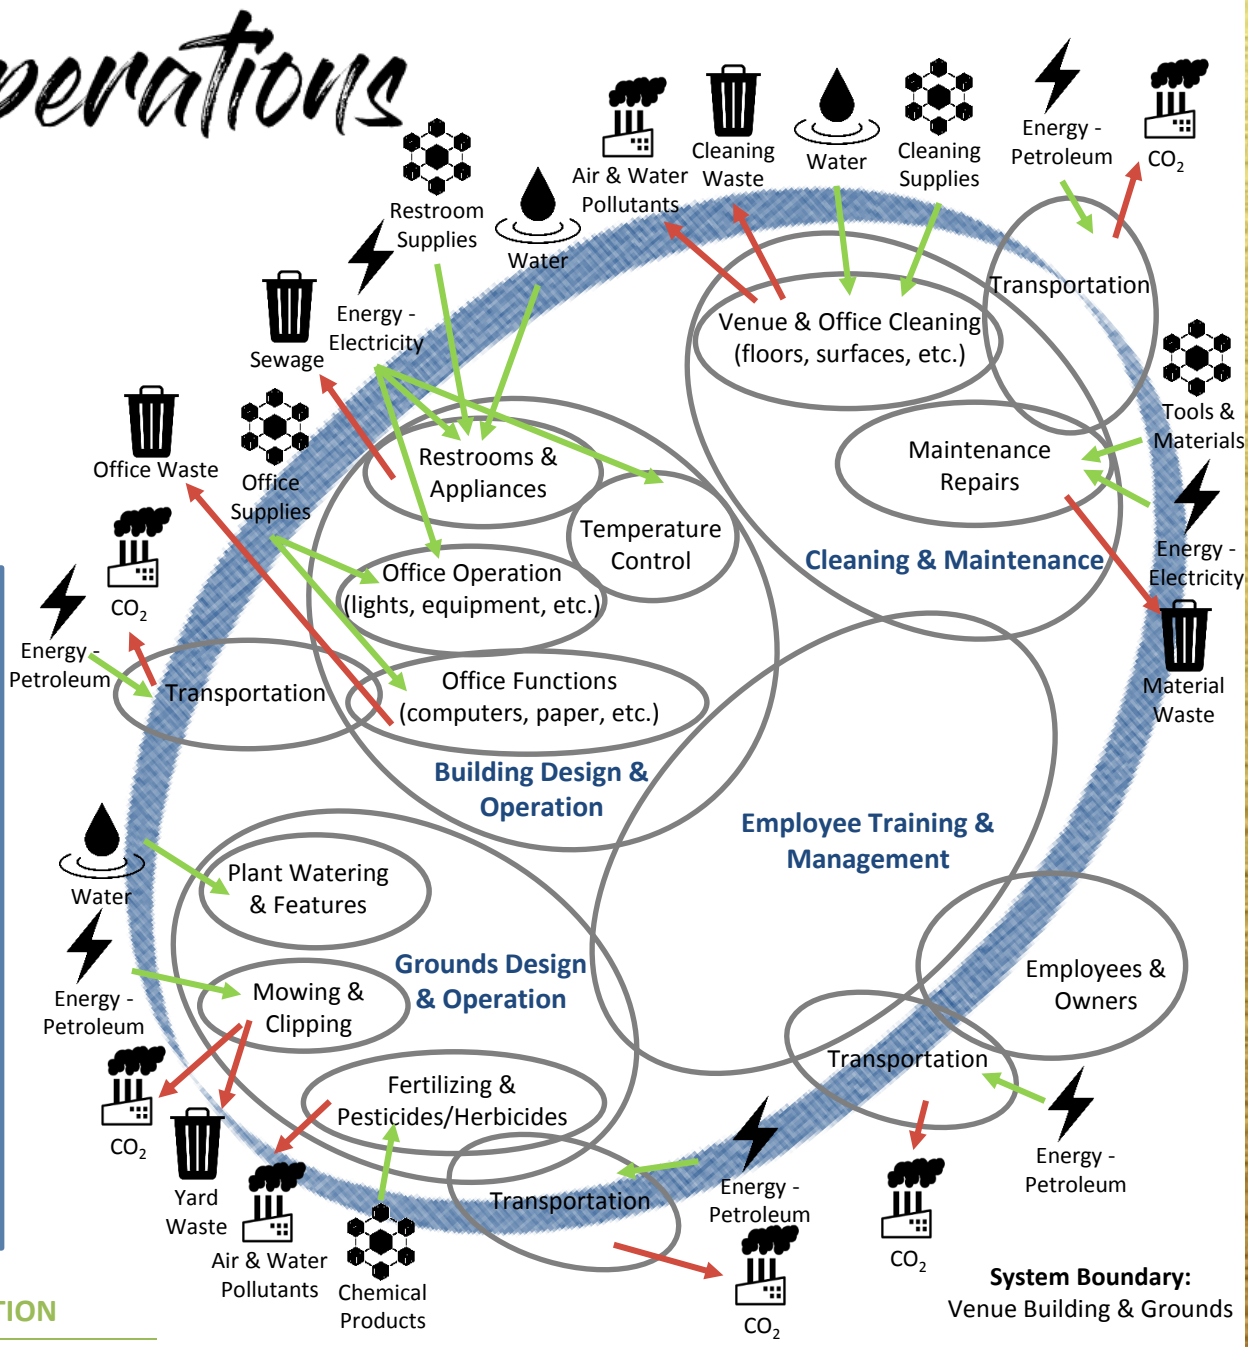 perations
Restroom
Supplies
Water
Air & Water
Pollutants
Cleaning
Waste
Water
Cleaning
Supplies
Energy -
Petroleum
CO2
Transportation
Energy -
Electricity
Sewage
Venue & Office Cleaning
(floors, surfaces, etc.)
Tools &
Materials
Office Waste
Office
Supplies
Restrooms &
Appliances
Maintenance
Repairs
Temperature
Control
Cleaning & Maintenance
Energy -
Electricity
CO2
Office Operation
(lights, equipment, etc.)
Energy -
Petroleum
Transportation
Office Functions
(computers, paper, etc.)
Material
Waste
Building Design &
Operation
Employee Training &
Management
Water
Plant Watering
& Features
Grounds Design
& Operation
Energy -
Petroleum
Mowing &
Clipping
Employees &
Owners
Transportation
CO2
Fertilizing &
Pesticides/Herbicides
Yard
Waste
Air & Water
Pollutants
Chemical
Products
Transportation
Energy -
Petroleum
CO2
Energy -
Petroleum
CO2
System Boundary:
Venue Building & Grounds
TION